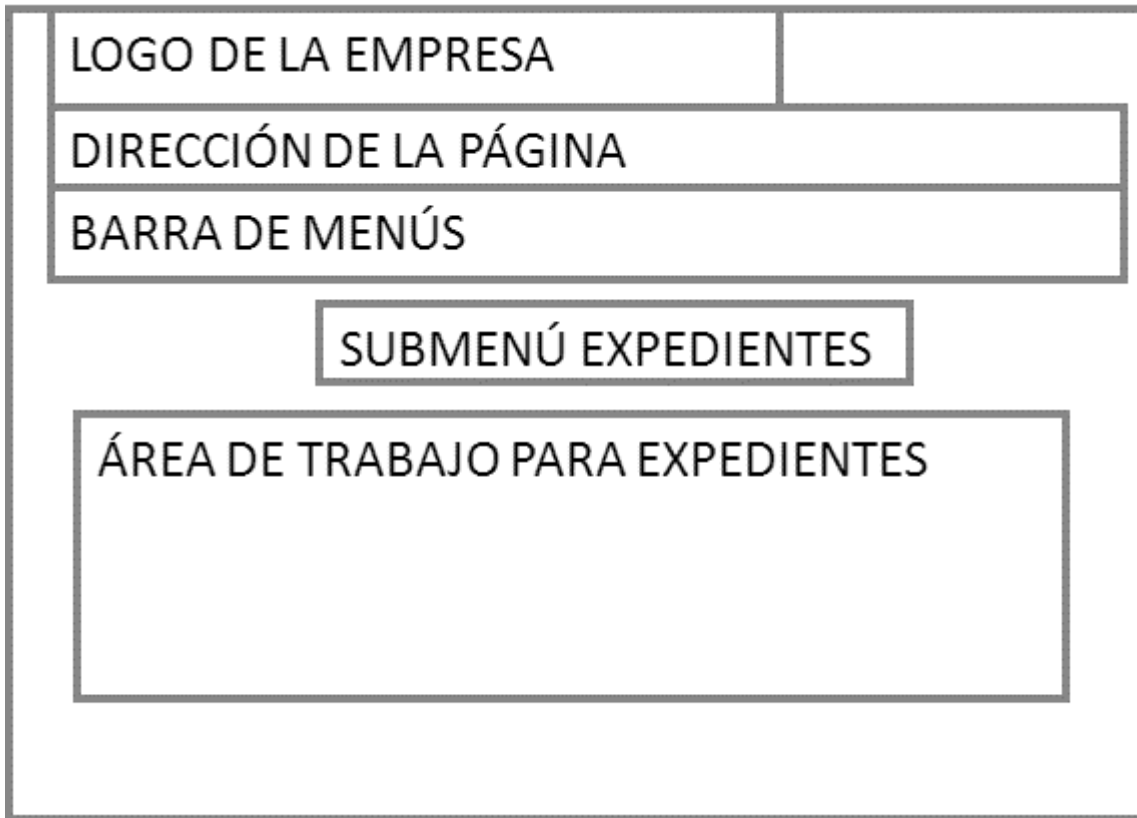 LOGO DE LA EMPRESA
DIRECCIÓN DE LA PÁGINA
BARRA DE MENÚS
SUBMENÚ EXPEDIENTES
ÁREA DE TRABAJO PARA EXPEDIENTES